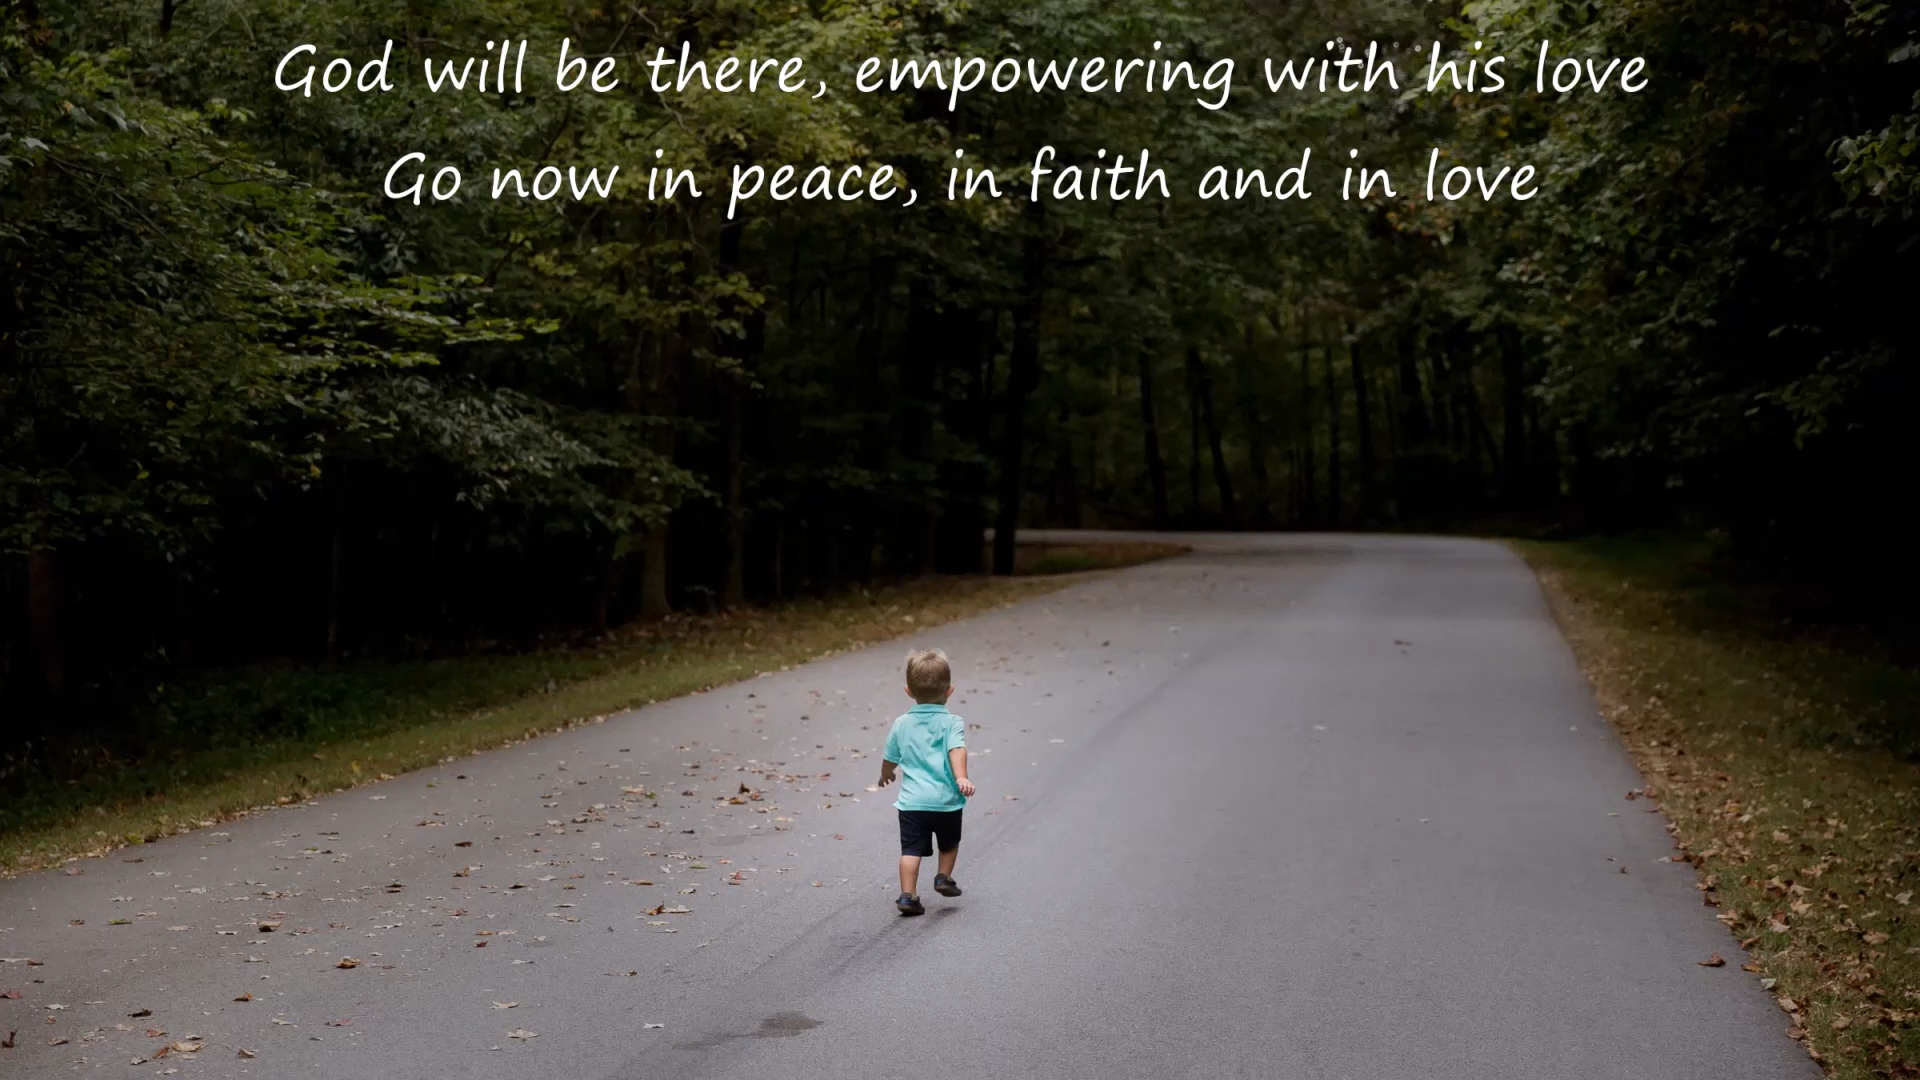 God will be there, empowering with his love
Go now in peace, in faith and in love